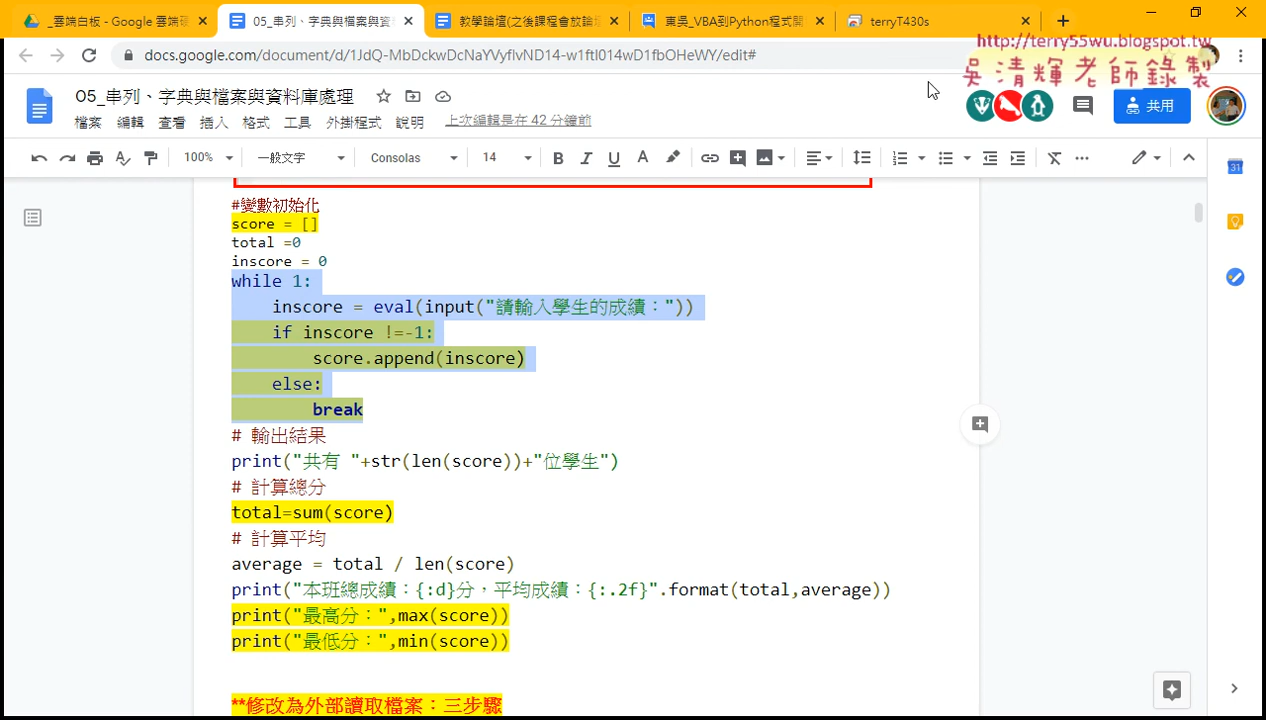 _雲端白板 - Google 雲端硬
05_串列、字典與檔案與資
教學論壇(之後課程會放論
東吳_VBA到Python程式開
terryT430s
docs.google.com/document/d/1JdQ-MbDckwDcNaYVyflvND14-w1ftI014wD1fbOHeWY/edit#
http://terry55wu.blogspot.tw
吳清輝老師錄製
05_串列、字典與檔案與資料庫處理
共用
檔案 編輯 查看 插入 格式 工具 外掛程式 說明 上次編輯是在 42 分鐘前
100% 一般文字 Consolas 14 B I U A
31
#變數初始化
score = []
total =0
inscore = 0
while 1:
    inscore = eval(input("請輸入學生的成績："))
    if inscore !=-1:
        score.append(inscore)
    else:
        break
# 輸出結果
print("共有 "+str(len(score))+"位學生")
# 計算總分
total=sum(score)
# 計算平均
average = total / len(score)
print("本班總成績：{:d}分，平均成績：{:.2f}".format(total,average))
print("最高分：",max(score))
print("最低分：",min(score))
**修改為外部讀取檔案：三步驟